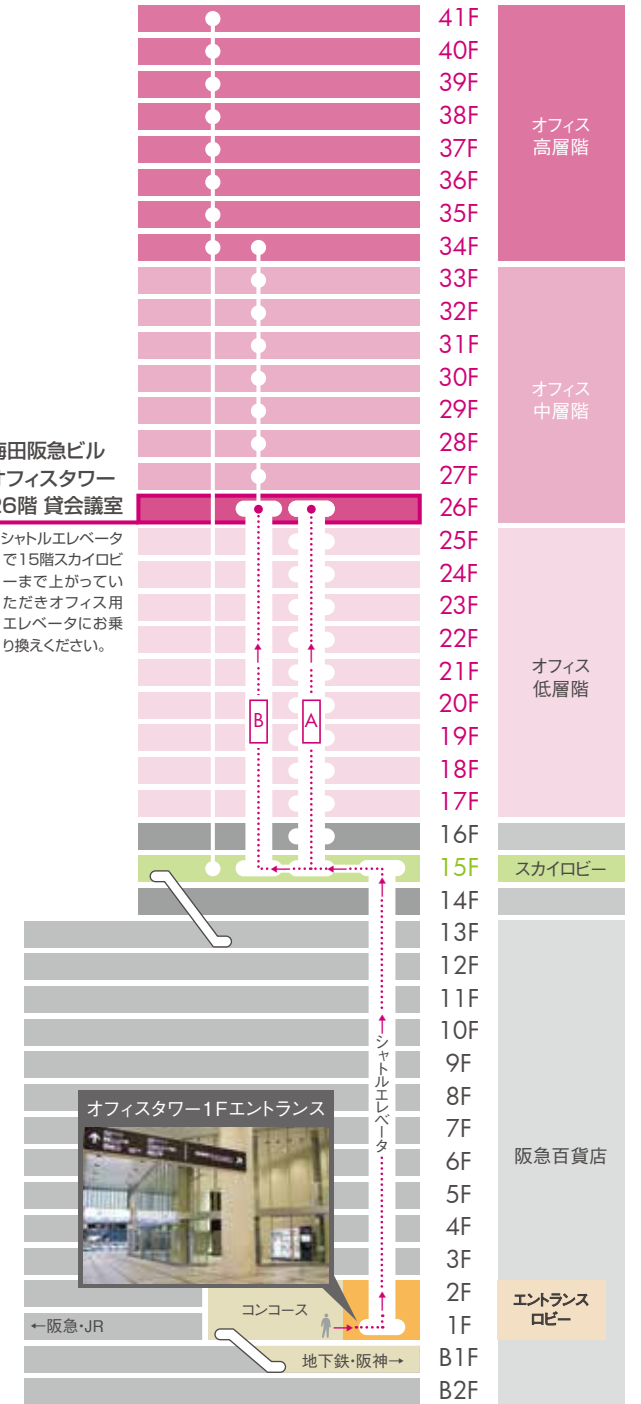 41F
40F
39F
38F
37F
36F
35F
34F
オフィス
高層階
33F
32F
31F
30F
29F
28F
27F
26F
オフィス
中層階
梅田阪急ビル
オフィスタワー
26階 貸会議室
シャトルエレベータ
で15階スカイロビ
ーまで上がってい
ただきオフィス用
エレベータにお乗
り換えください。
25F
24F
23F
22F
21F
20F
19F
18F
17F
オフィス
低層階
B
A
16F
15F
スカイロビー
14F
13F
12F
11F
10F
9F
8F
7F
6F
5F
4F
3F
阪急百貨店
シャトルエレベータ
オフィスタワー1Fエントランス
2F
1F
エントランス
ロビー
コンコース
←阪急・JR
地下鉄・阪神→
B1F
B2F